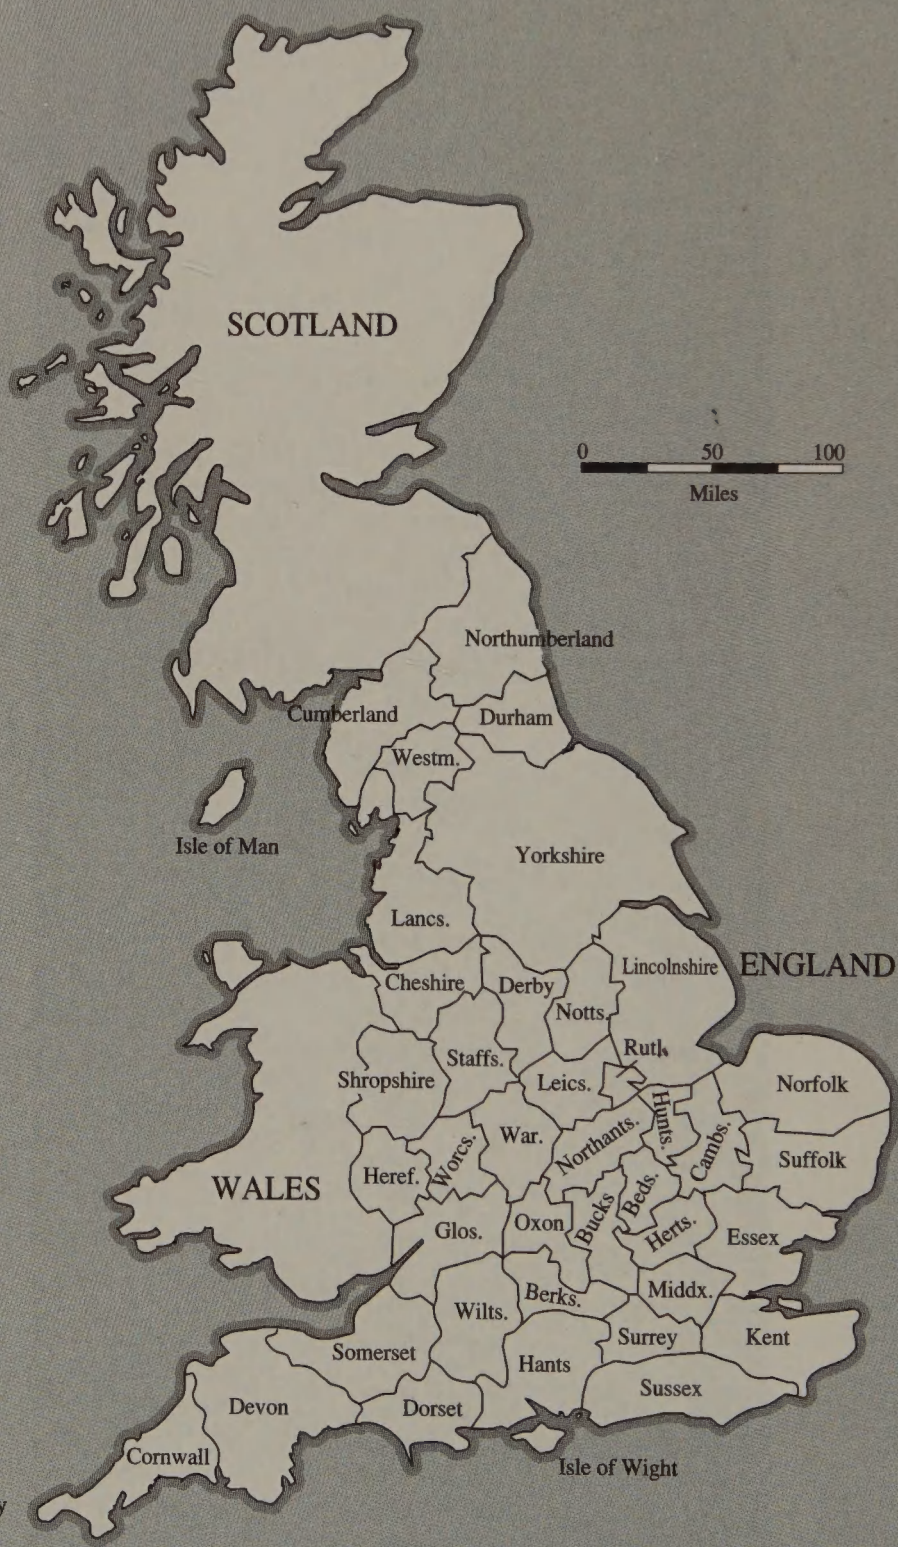 SCOTLAND
0 50 100
Miles
Northumberland
Cumberland
Durham
Westm.
Isle of Man
Yorkshire
Lancs.
Lincolnshire
ENGLAND
Cheshire
Derby
Notts.
Staffs.
Rutl.
Shropshire
Leics.
Norfolk
Hunts.
War.
Northants.
Cambs.
Suffolk
Worcs.
Heref.
WALES
Beds.
Bucks
Oxon
Glos.
Herts.
Essex
Middx.
Berks.
Wilts.
Surrey
Kent
Somerset
Hants
Sussex
Devon
Dorset
Cornwall
Isle of Wight